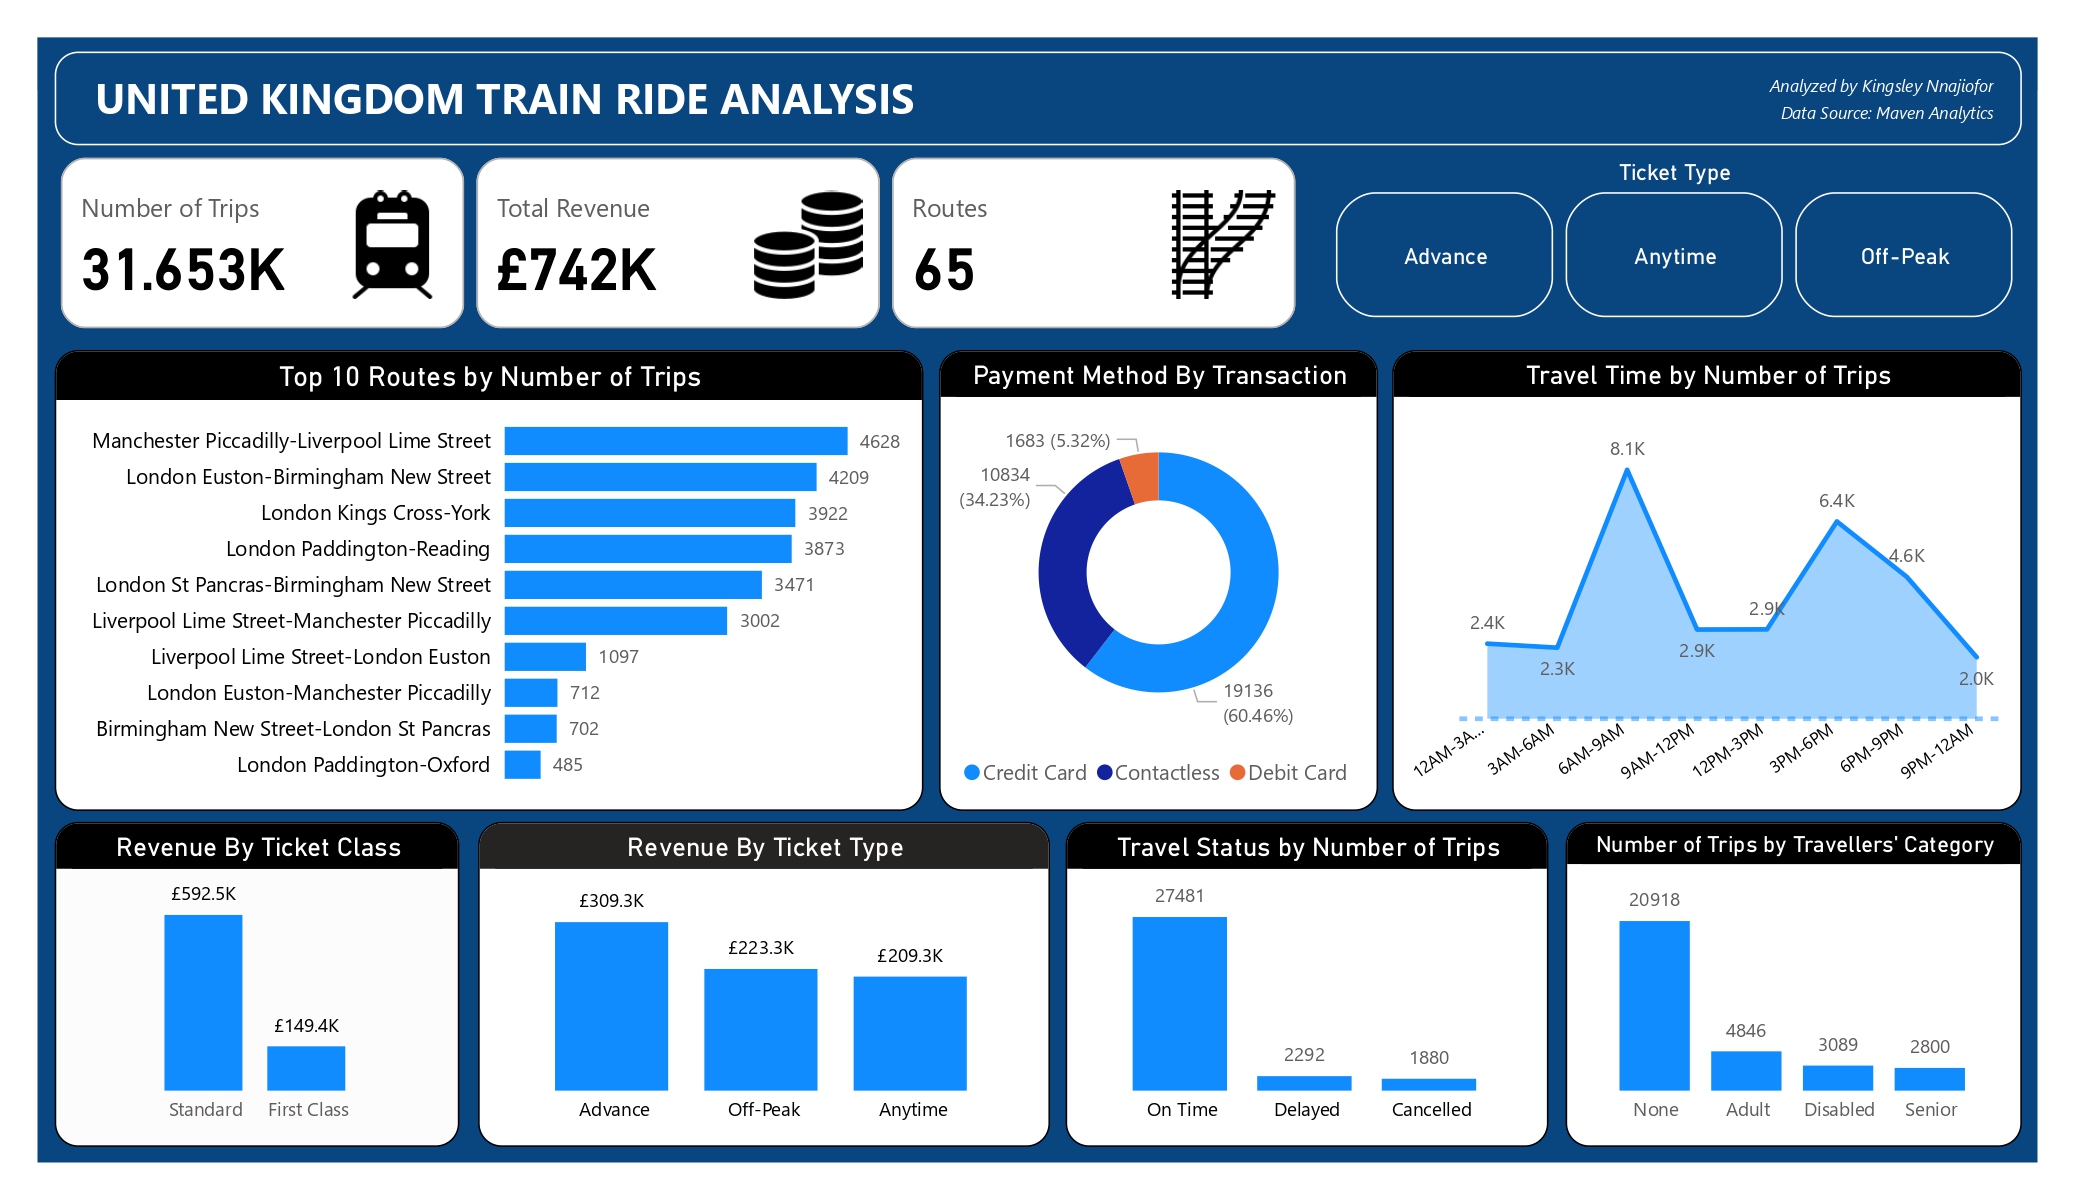 UNITED KINGDOM TRAIN RIDE ANALYSIS
Analyzed by Kingsley Nnajiofor
Data Source: Maven Analytics
Number of Trips
31.653K
Total Revenue
£742K
Routes
65
Ticket Type
Advance
Anytime
Off-Peak
Top 10 Routes by Number of Trips
Manchester Piccadilly-Liverpool Lime Street 4628
London Euston-Birmingham New Street 4209
London Kings Cross-York 3922
London Paddington-Reading 3873
London St Pancras-Birmingham New Street 3471
Liverpool Lime Street-Manchester Piccadilly 3002
Liverpool Lime Street-London Euston 1097
London Euston-Manchester Piccadilly 712
Birmingham New Street-London St Pancras 702
London Paddington-Oxford 485
Payment Method By Transaction
1683 (5.32%)
10834
(34.23%)
19136
(60.46%)
Credit Card Contactless Debit Card
Travel Time by Number of Trips
8.1K
6.4K
4.6K
2.4K
2.9K
2.3K
2.9K
2.0K
12AM-3A... 3AM-6AM 6AM-9AM 9AM-12PM 12PM-3PM 3PM-6PM 6PM-9PM 9PM-12AM
Revenue By Ticket Class
£592.5K
£149.4K
Standard First Class
Revenue By Ticket Type
£309.3K
£223.3K
£209.3K
Advance Off-Peak Anytime
Travel Status by Number of Trips
27481
2292
1880
On Time Delayed Cancelled
Number of Trips by Travellers' Category
20918
4846
3089
2800
None Adult Disabled Senior